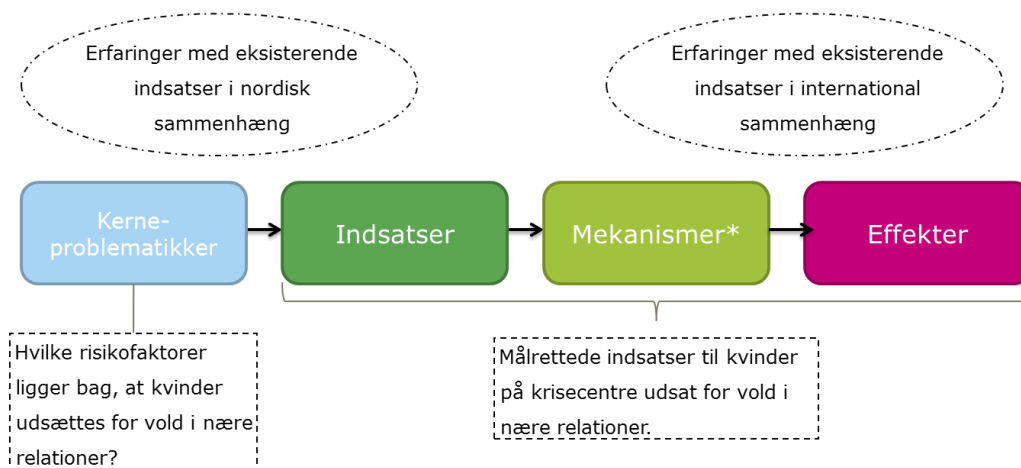 Erfaringer med eksisterende
indsatser i nordisk
sammenhæng
Erfaringer med eksisterende
indsatser i international
sammenhæng
Kerne-
problematikker
Indsatser
Mekanismer*
Effekter
Hvilke risikofaktorer
ligger bag, at kvinder
udsættes for vold i nære
relationer?
Målrettede indsatser til kvinder
på krisecentre udsat for vold i
nære relationer.